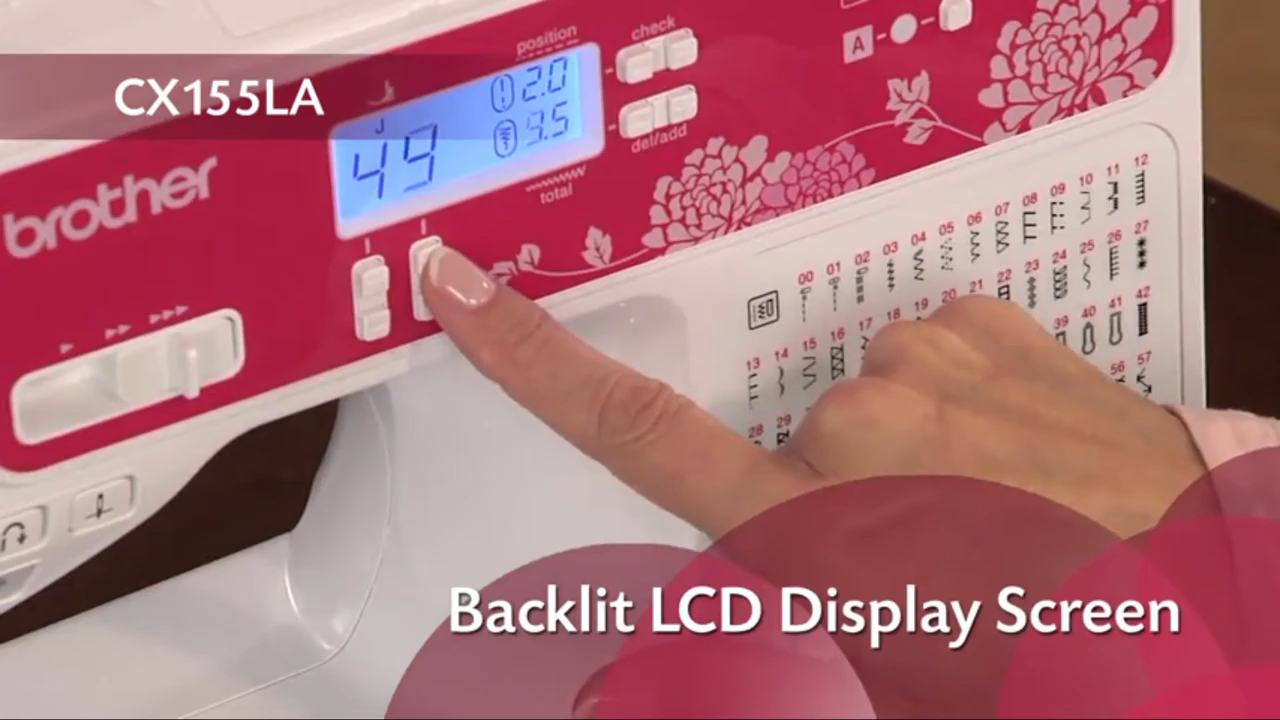 CX155LA
brother
position
J
49
2.0
9.5
total
check
del/add
A
00 01 02 03 04 05 06 07 08 09 10 11 12
13 14 15 16 17 18 19 20 21 22 23 24 25 26 27
28 29 39 40 41 42
56 57
Backlit LCD Display Screen